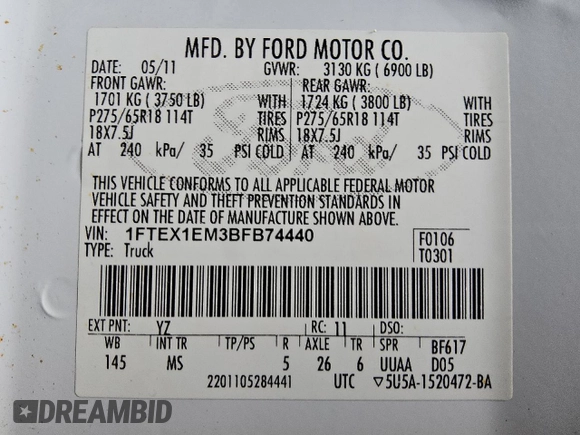 MFD. BY FORD MOTOR CO.
DATE: 05/11 GVWR: 3130 KG ( 6900 LB)
FRONT GAWR: REAR GAWR:
1701 KG ( 3750 LB) WITH 1724 KG ( 3800 LB) WITH
P275/65R18 114T TIRES P275/65R18 114T TIRES
18X7.5J RIMS 18X7.5J RIMS
AT 240 kPa/ 35 PSI COLD AT 240 kPa/ 35 PSI COLD
THIS VEHICLE CONFORMS TO ALL APPLICABLE FEDERAL MOTOR
VEHICLE SAFETY AND THEFT PREVENTION STANDARDS IN
EFFECT ON THE DATE OF MANUFACTURE SHOWN ABOVE.
VIN: 1FTEX1EM3BFB74440 F0106
TYPE: Truck T0301
EXT PNT: YZ RC: 11 DSO:
WB INT TR TP/PS R AXLE TR SPR BF617
145 MS 5 26 6 UUAA D05
2201105284441 UTC ▽5U5A-1520472-BA
Ford
DREAMBID